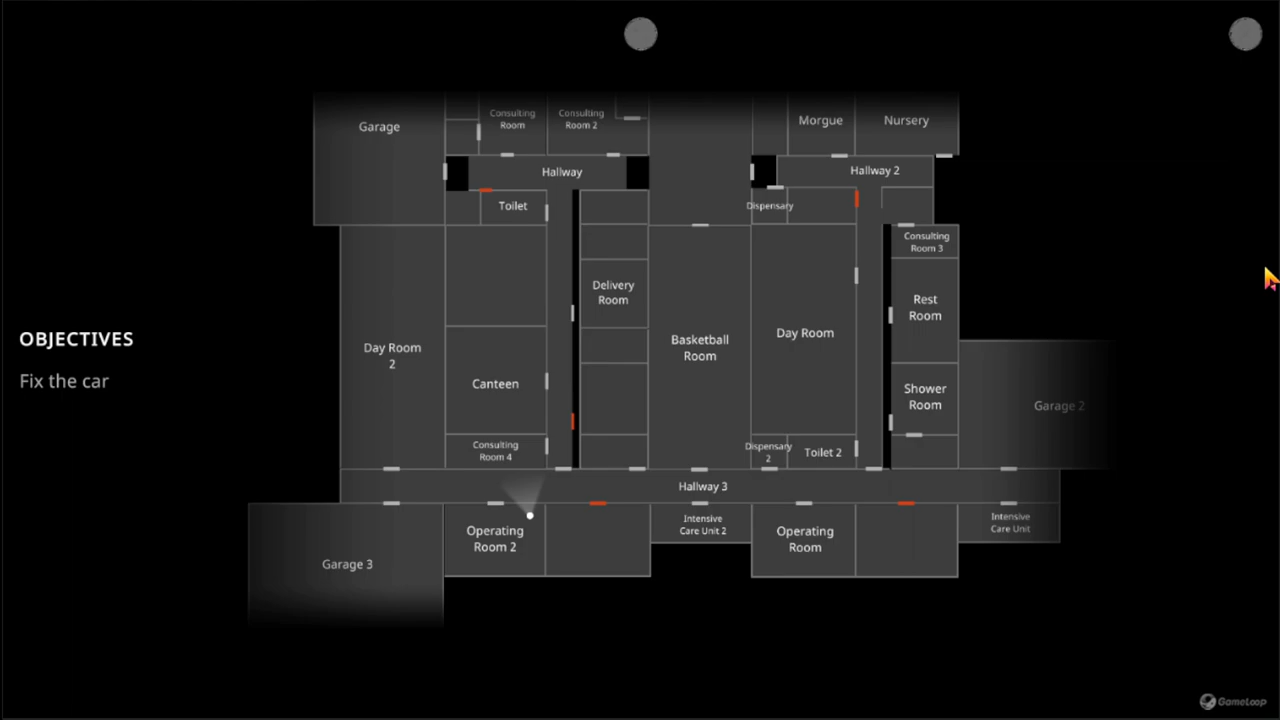 Consulting
Room
Consulting
Room 2
Garage
Morgue
Nursery
Hallway
Hallway 2
Toilet
Dispensary
Consulting
Room 3
Delivery
Room
Rest
Room
OBJECTIVES
Fix the car
Day Room
2
Basketball
Room
Day Room
Canteen
Shower
Room
Garage 2
Consulting
Room 4
Dispensary
2
Toilet 2
Hallway 3
Operating
Room 2
Intensive
Care Unit 2
Operating
Room
Intensive
Care Unit
Garage 3
GameLoop